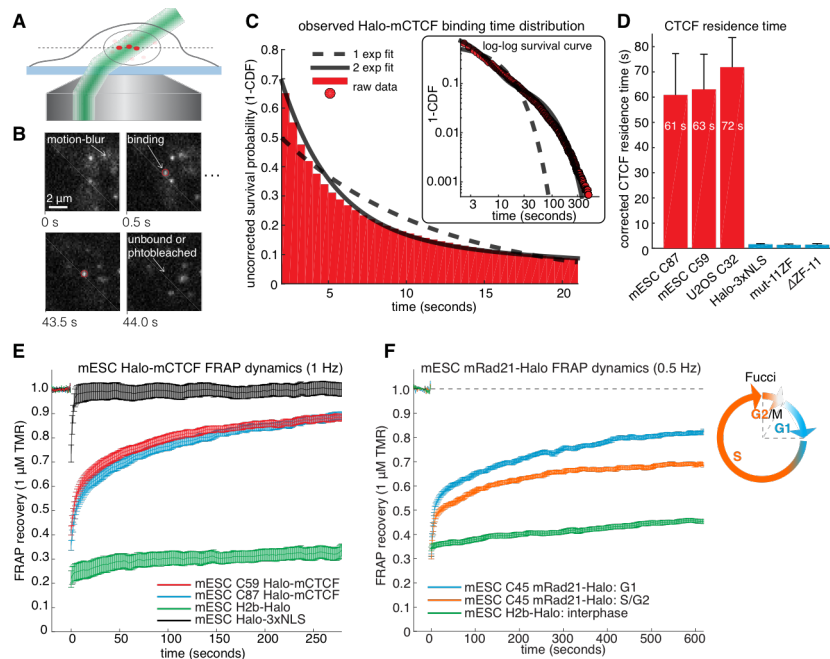 A
B
motion-blur
binding
...
2 µm
0 s
0.5 s
unbound or
phtobleached
43.5 s
44.0 s
C
observed Halo-mCTCF binding time distribution
uncorrected survival probability (1-CDF)
0.8
0.7
0.6
0.5
0.4
0.3
0.2
0.1
0.0
5
10
15
20
time (seconds)
1 exp fit
2 exp fit
raw data
log-log survival curve
1-CDF
0.1
0.01
0.001
3
10
30
100
300
time (seconds)
D
CTCF residence time
corrected CTCF residence time (s)
80
70
60
50
40
30
20
10
0
61 s
63 s
72 s
mESC C87
mESC C59
U2OS C32
Halo-3xNLS
mut-11ZF
ΔZF-11
E
mESC Halo-mCTCF FRAP dynamics (1 Hz)
FRAP recovery (1 µM TMR)
1.0
0.9
0.8
0.7
0.6
0.5
0.4
0.3
0.2
0.1
0
0
50
100
150
200
250
time (seconds)
mESC C59 Halo-mCTCF
mESC C87 Halo-mCTCF
mESC H2b-Halo
mESC Halo-3xNLS
F
mESC mRad21-Halo FRAP dynamics (0.5 Hz)
FRAP recovery (1 µM TMR)
1.0
0.9
0.8
0.7
0.6
0.5
0.4
0.3
0.2
0.1
0
0
100
200
300
400
500
600
time (seconds)
mESC C45 mRad21-Halo: G1
mESC C45 mRad21-Halo: S/G2
mESC H2b-Halo: interphase
Fucci
G2/M
G1
S